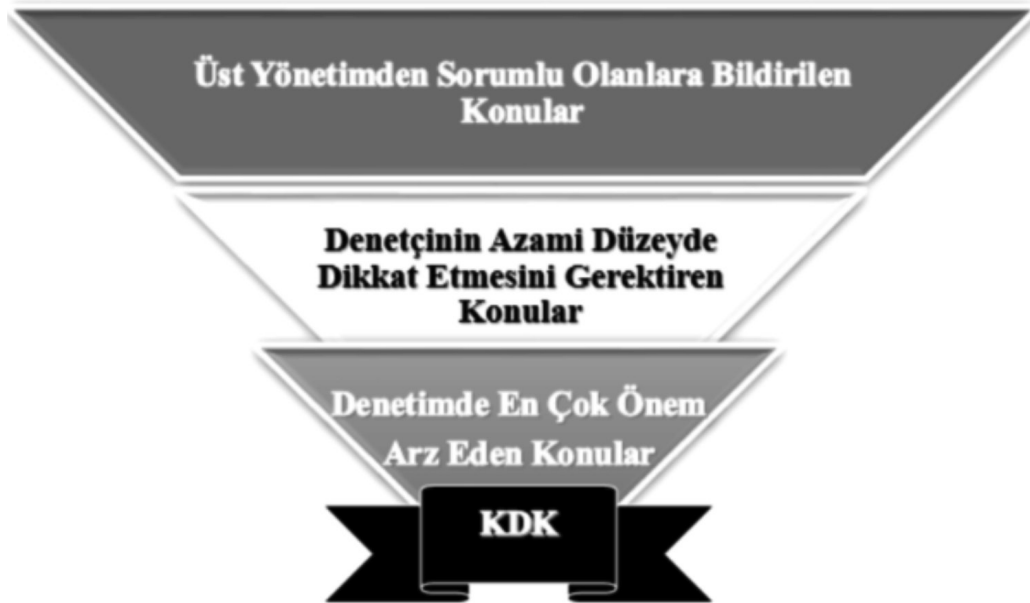 Üst Yönetimden Sorumlu Olanlara Bildirilen
Konular
Denetçinin Azami Düzeyde
Dikkat Etmesini Gerektiren
Konular
Denetimde En Çok Önem
Arz Eden Konular
KDK